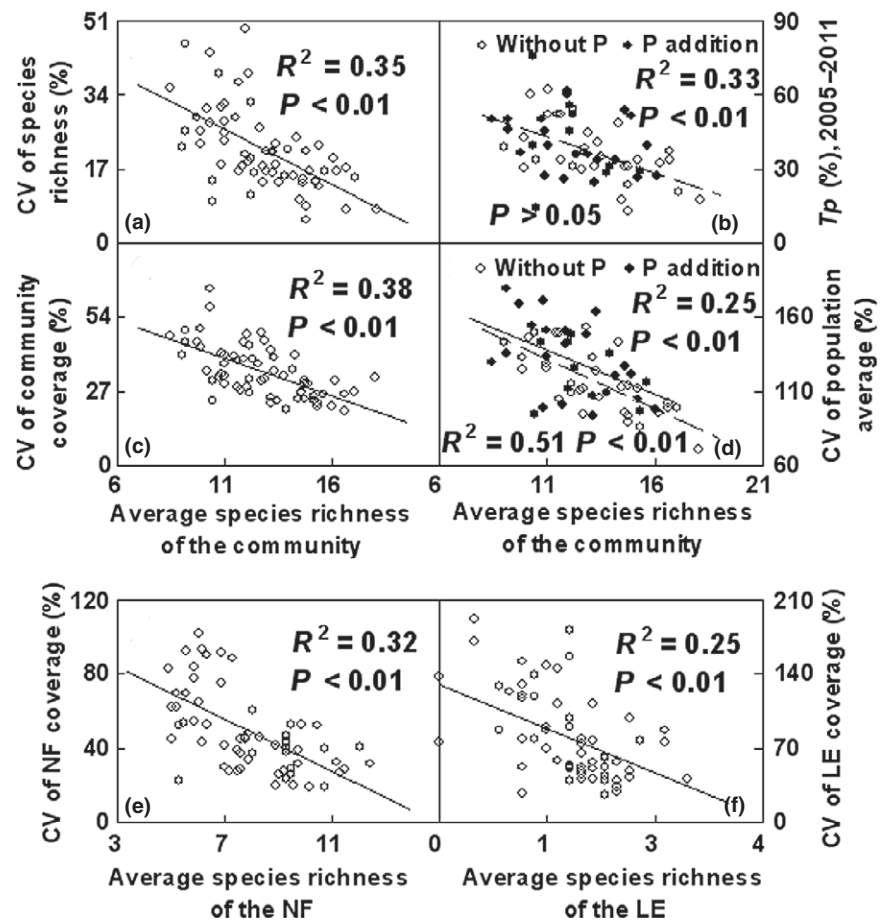 51
34
17
0
CV of species
richness (%)
R² = 0.35
P < 0.01
(a)
Without P P addition
R² = 0.33
P < 0.01
P > 0.05
(b)
90
60
30
0
Tp (%), 2005–2011
54
27
0
CV of community
coverage (%)
R² = 0.38
P < 0.01
(c)
6 11 16
Average species richness
of the community
Without P P addition
R² = 0.25
P < 0.01
R² = 0.51 P < 0.01
(d)
160
110
60
CV of population
average (%)
6 11 16 21
Average species richness
of the community
120
80
40
0
CV of NF coverage (%)
R² = 0.32
P < 0.01
(e)
3 7 11
Average species richness
of the NF
R² = 0.25
P < 0.01
(f)
210
140
70
0
CV of LE coverage (%)
0 1 3 4
Average species richness
of the LE